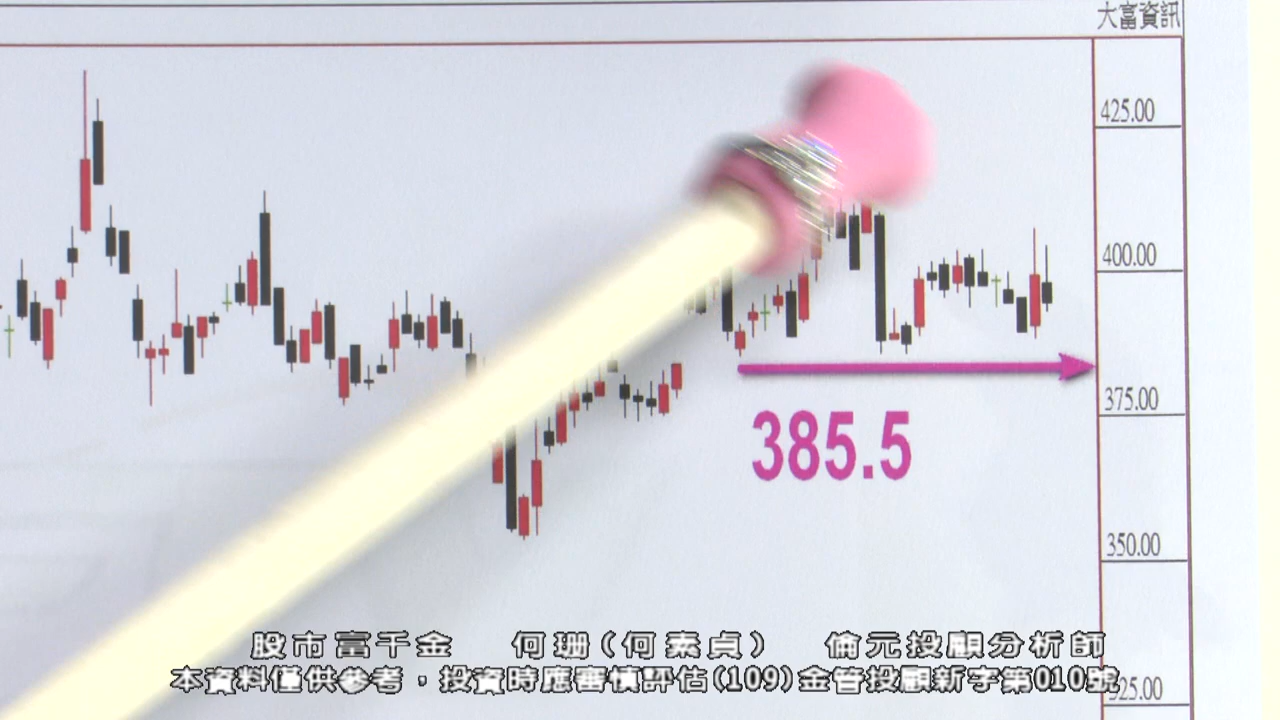 大富資訊
425.00
400.00
375.00
385.5
350.00
325.00
股市富千金 何珊(何素貞) 倫元投顧分析師
本資料僅供參考，投資時應審慎評估(109)金管投顧新字第010號